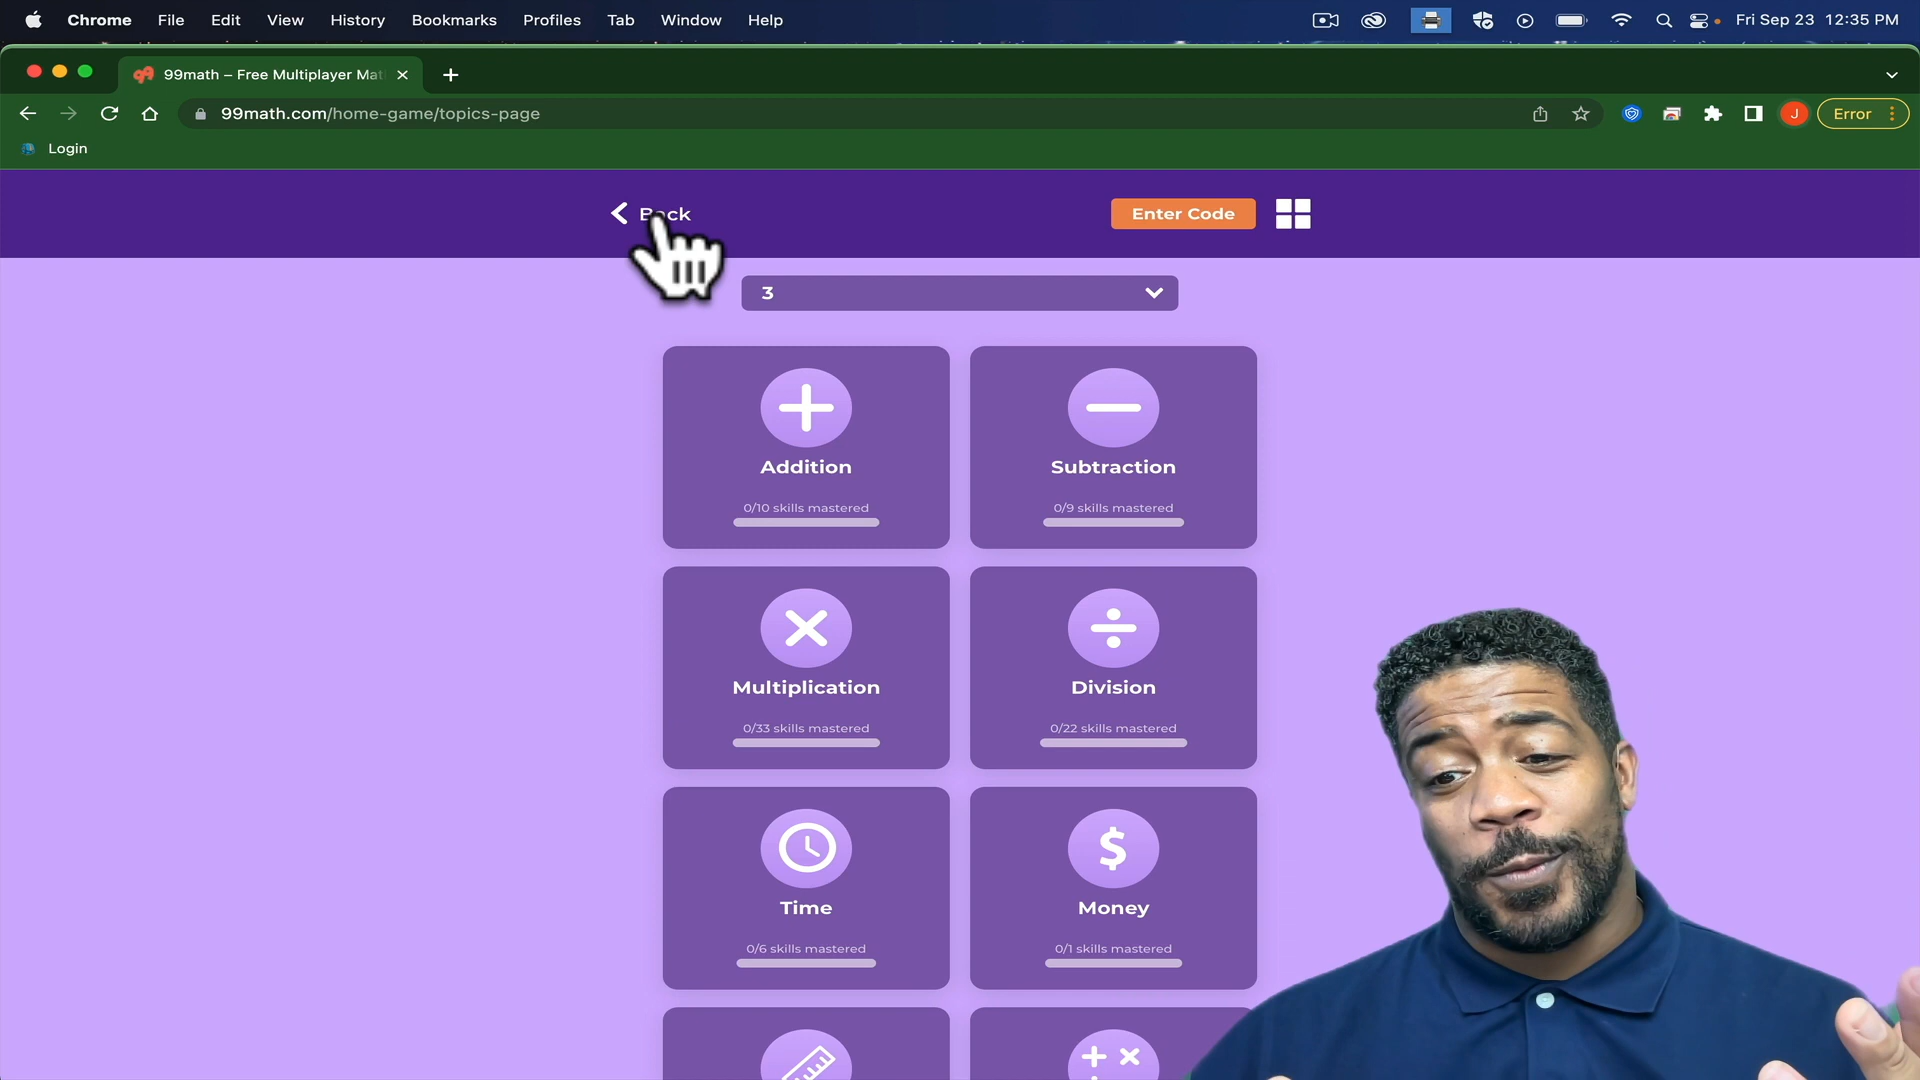 Chrome File Edit View History Bookmarks Profiles Tab Window Help Fri Sep 23 12:35 PM
99math – Free Multiplayer Mat
99math.com/home-game/topics-page J Error
Login
Back Enter Code
3
Addition Subtraction
0/10 skills mastered 0/9 skills mastered
Multiplication Division
0/33 skills mastered 0/22 skills mastered
$
Time Money
0/6 skills mastered 0/1 skills mastered